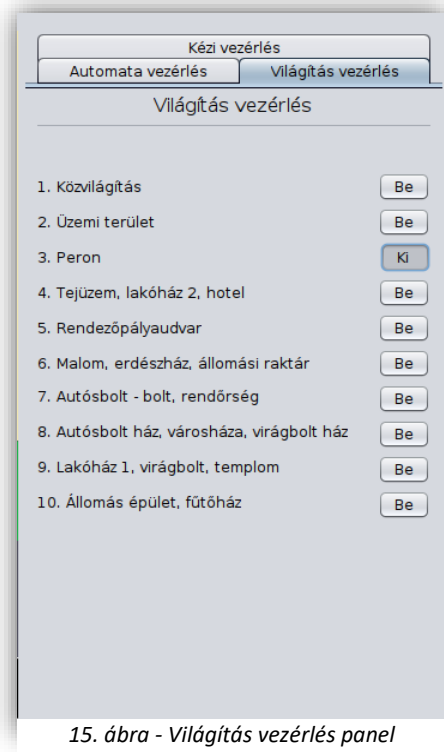 Kézi vezérlés
Automata vezérlés Világítás vezérlés
Világítás vezérlés
1. Közvilágítás Be
2. Üzemi terület Be
3. Peron Ki
4. Tejüzem, lakóház 2, hotel Be
5. Rendezőpályaudvar Be
6. Malom, erdészház, állomási raktár Be
7. Autósbolt - bolt, rendőrség Be
8. Autósbolt ház, városháza, virágbolt ház Be
9. Lakóház 1, virágbolt, templom Be
10. Állomás épület, fűtőház Be
15. ábra - Világítás vezérlés panel